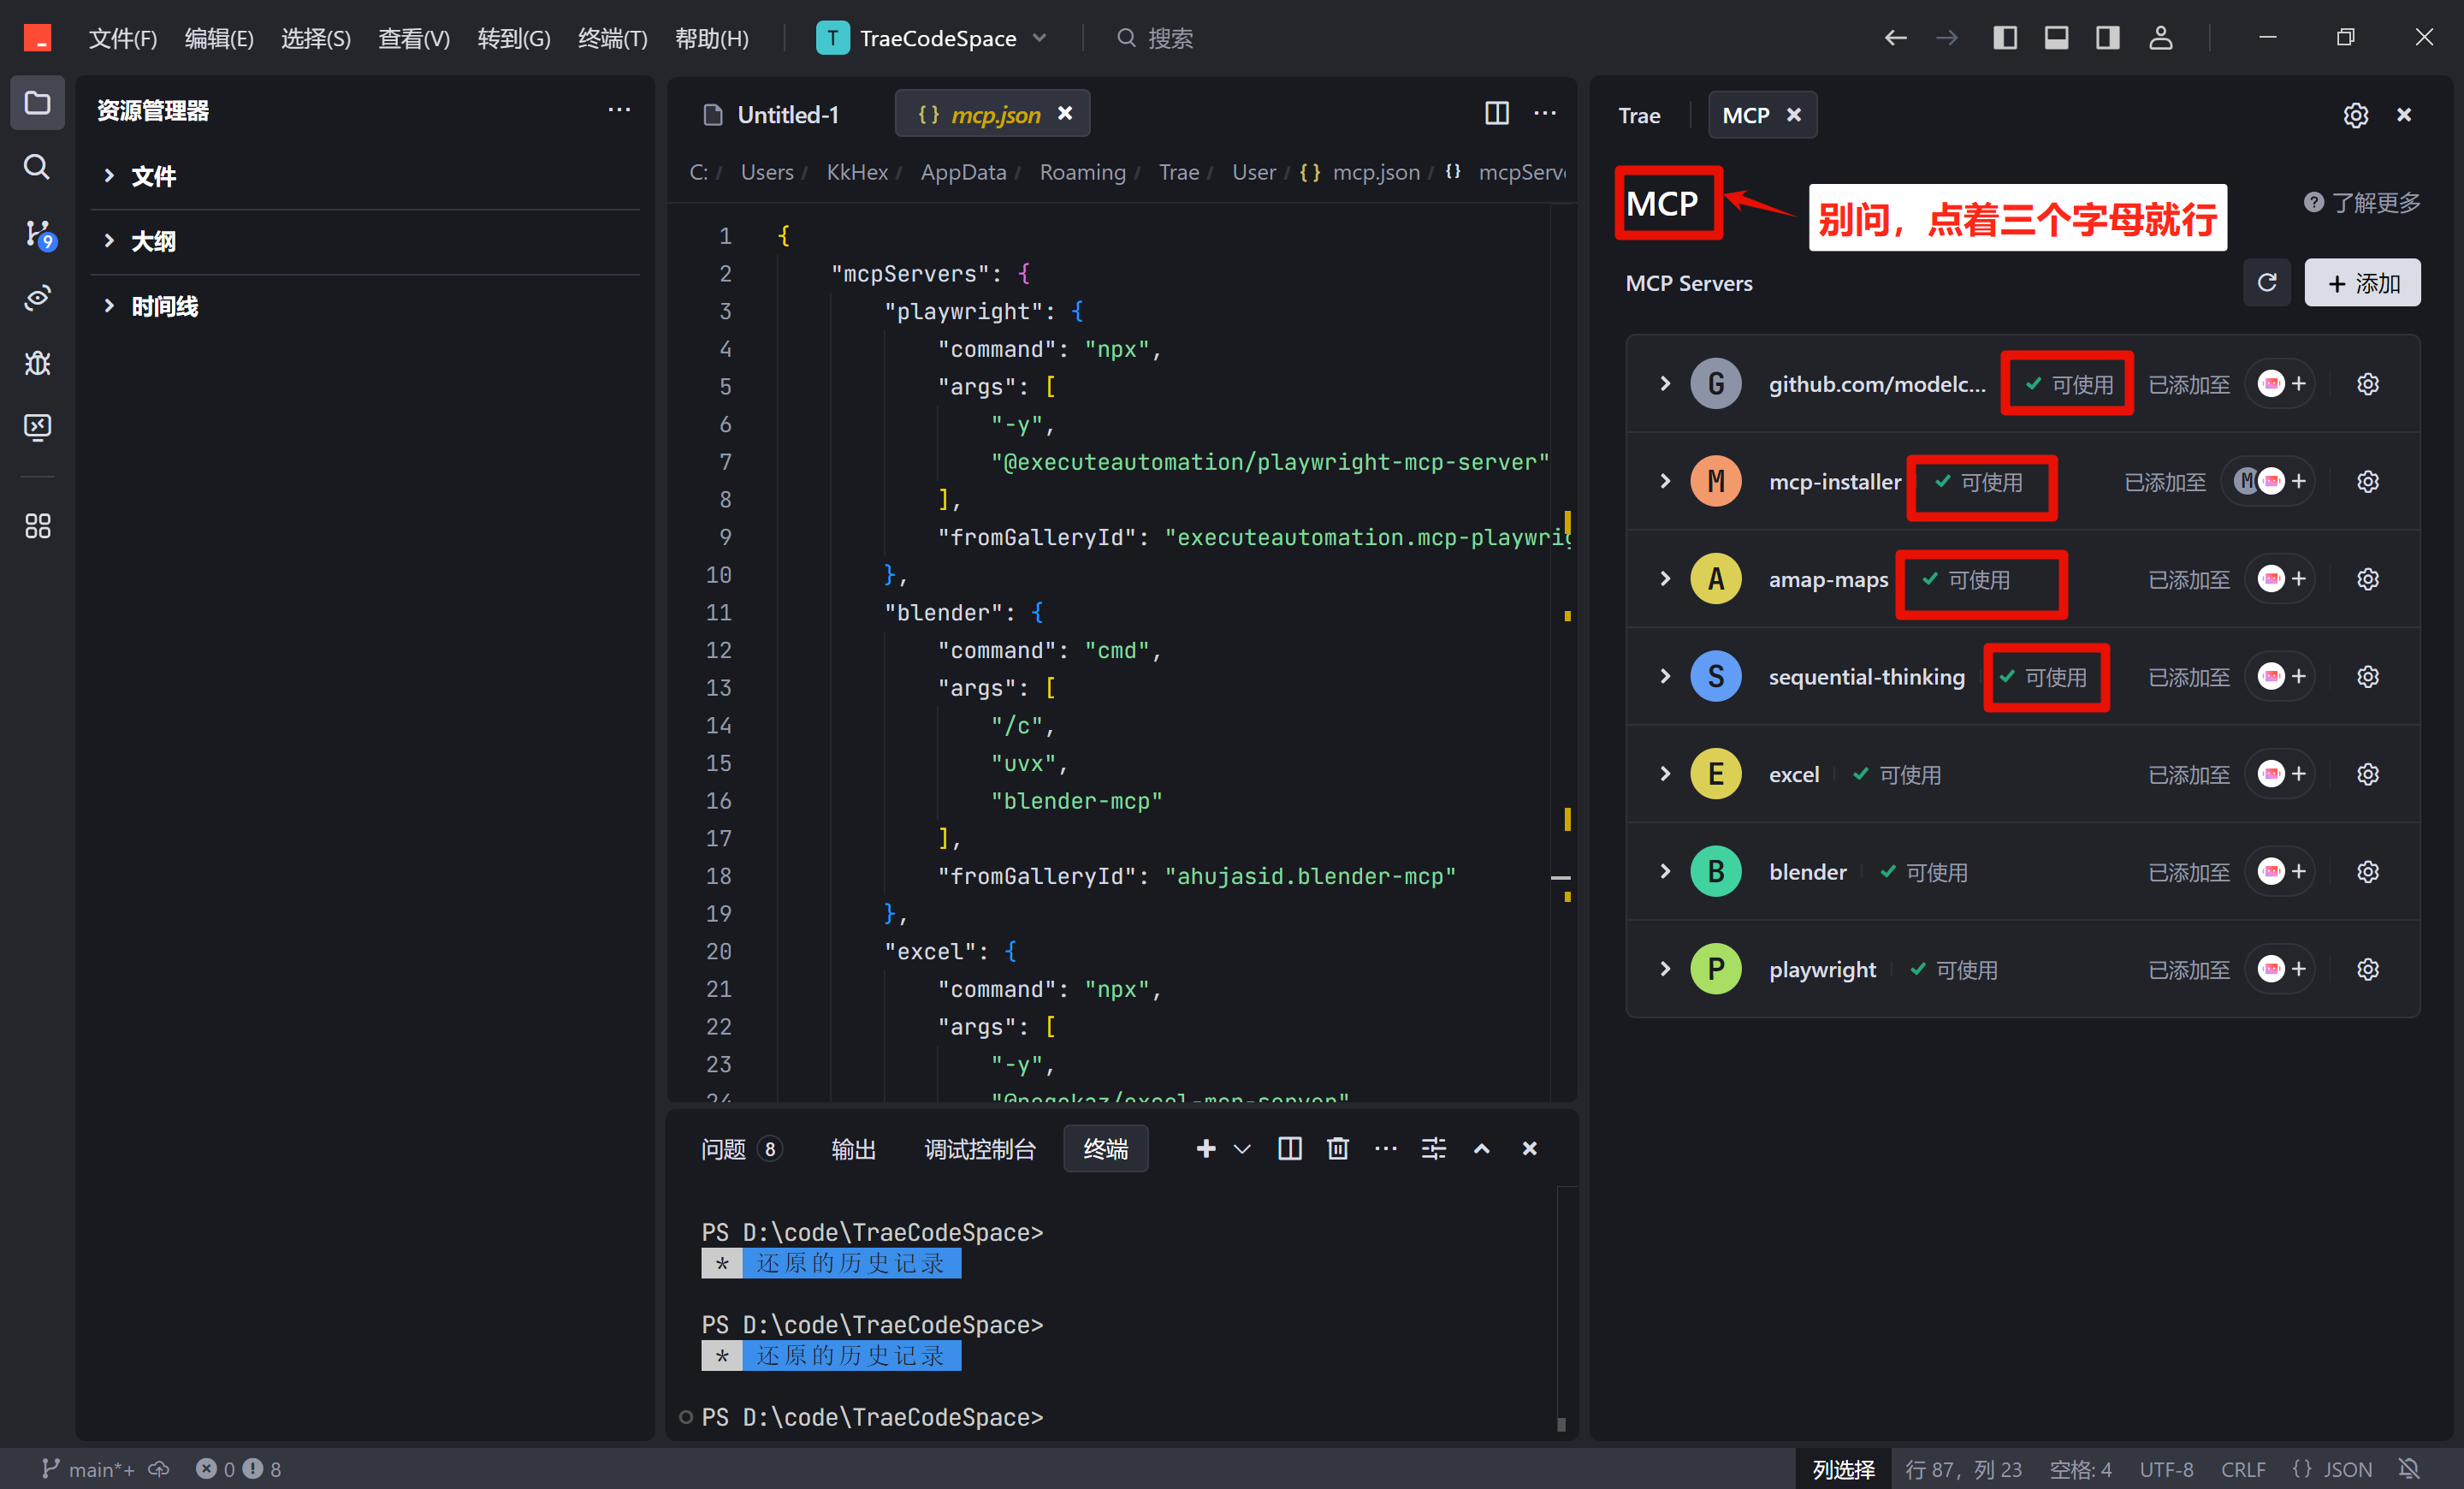 文件(F) 编辑(E) 选择(S) 查看(V) 转到(G) 终端(T) 帮助(H) T TraeCodeSpace 搜索
资源管理器
文件
大纲
时间线
9
Untitled-1 {} mcp.json
C: / Users / KkHex / AppData / Roaming / Trae / User / {} mcp.json / {} mcpServ
1 {
2 "mcpServers": {
3 "playwright": {
4 "command": "npx",
5 "args": [
6 "-y",
7 "@executeautomation/playwright-mcp-server"
8 ],
9 "fromGalleryId": "executeautomation.mcp-playwrig
10 },
11 "blender": {
12 "command": "cmd",
13 "args": [
14 "/c",
15 "uvx",
16 "blender-mcp"
17 ],
18 "fromGalleryId": "ahujasid.blender-mcp"
19 },
20 "excel": {
21 "command": "npx",
22 "args": [
23 "-y",
24 "@negokaz/excel-mcp-server"
问题 8 输出 调试控制台 终端
PS D:\code\TraeCodeSpace>
* 还原的历史记录
PS D:\code\TraeCodeSpace>
* 还原的历史记录
PS D:\code\TraeCodeSpace>
Trae MCP
MCP
别问，点着三个字母就行
了解更多
MCP Servers
添加
G github.com/modelc... 可使用 已添加至
M mcp-installer 可使用 已添加至 M
A amap-maps 可使用 已添加至
S sequential-thinking 可使用 已添加至
E excel 可使用 已添加至
B blender 可使用 已添加至
P playwright 可使用 已添加至
main*+ 0 8 列选择 行 87，列 23 空格: 4 UTF-8 CRLF {} JSON